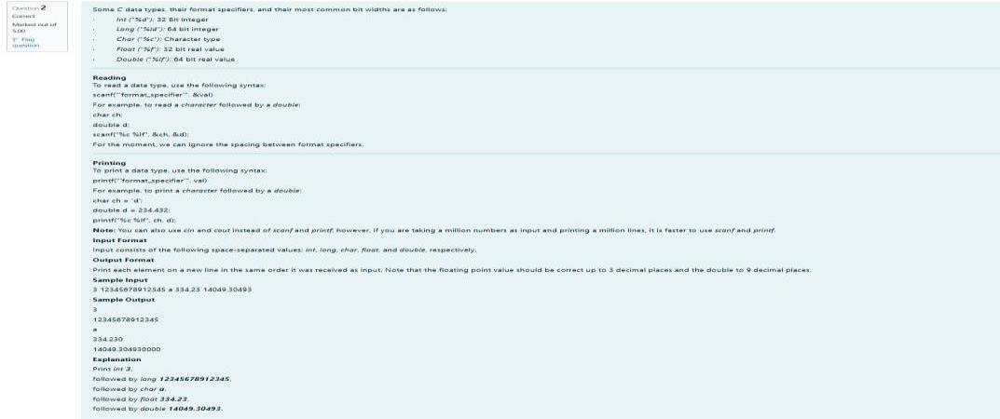 Question 2
Correct
Marked out of
5.00
Flag
question
Some C data types, their format specifiers, and their most common bit widths are as follows:
· Int ("%d"): 32 Bit integer
· Long ("%ld"): 64 bit integer
· Char ("%c"): Character type
· Float ("%f"): 32 bit real value
· Double ("%lf"): 64 bit real value
Reading
To read a data type, use the following syntax:
scanf("`format_specifier`", &val)
For example, to read a character followed by a double:
char ch;
double d;
scanf("%c %lf", &ch, &d);
For the moment, we can ignore the spacing between format specifiers.
Printing
To print a data type, use the following syntax:
printf("`format_specifier`", val)
For example, to print a character followed by a double:
char ch = 'd';
double d = 234.432;
printf("%c %lf", ch, d);
Note: You can also use cin and cout instead of scanf and printf; however, if you are taking a million numbers as input and printing a million lines, it is faster to use scanf and printf.
Input Format
Input consists of the following space-separated values: int, long, char, float, and double, respectively.
Output Format
Print each element on a new line in the same order it was received as input. Note that the floating point value should be correct up to 3 decimal places and the double to 9 decimal places.
Sample Input
3 12345678912345 a 334.23 14049.30493
Sample Output
3
12345678912345
a
334.230
14049.304930000
Explanation
Print int 3,
followed by long 12345678912345,
followed by char a,
followed by float 334.23,
followed by double 14049.30493.